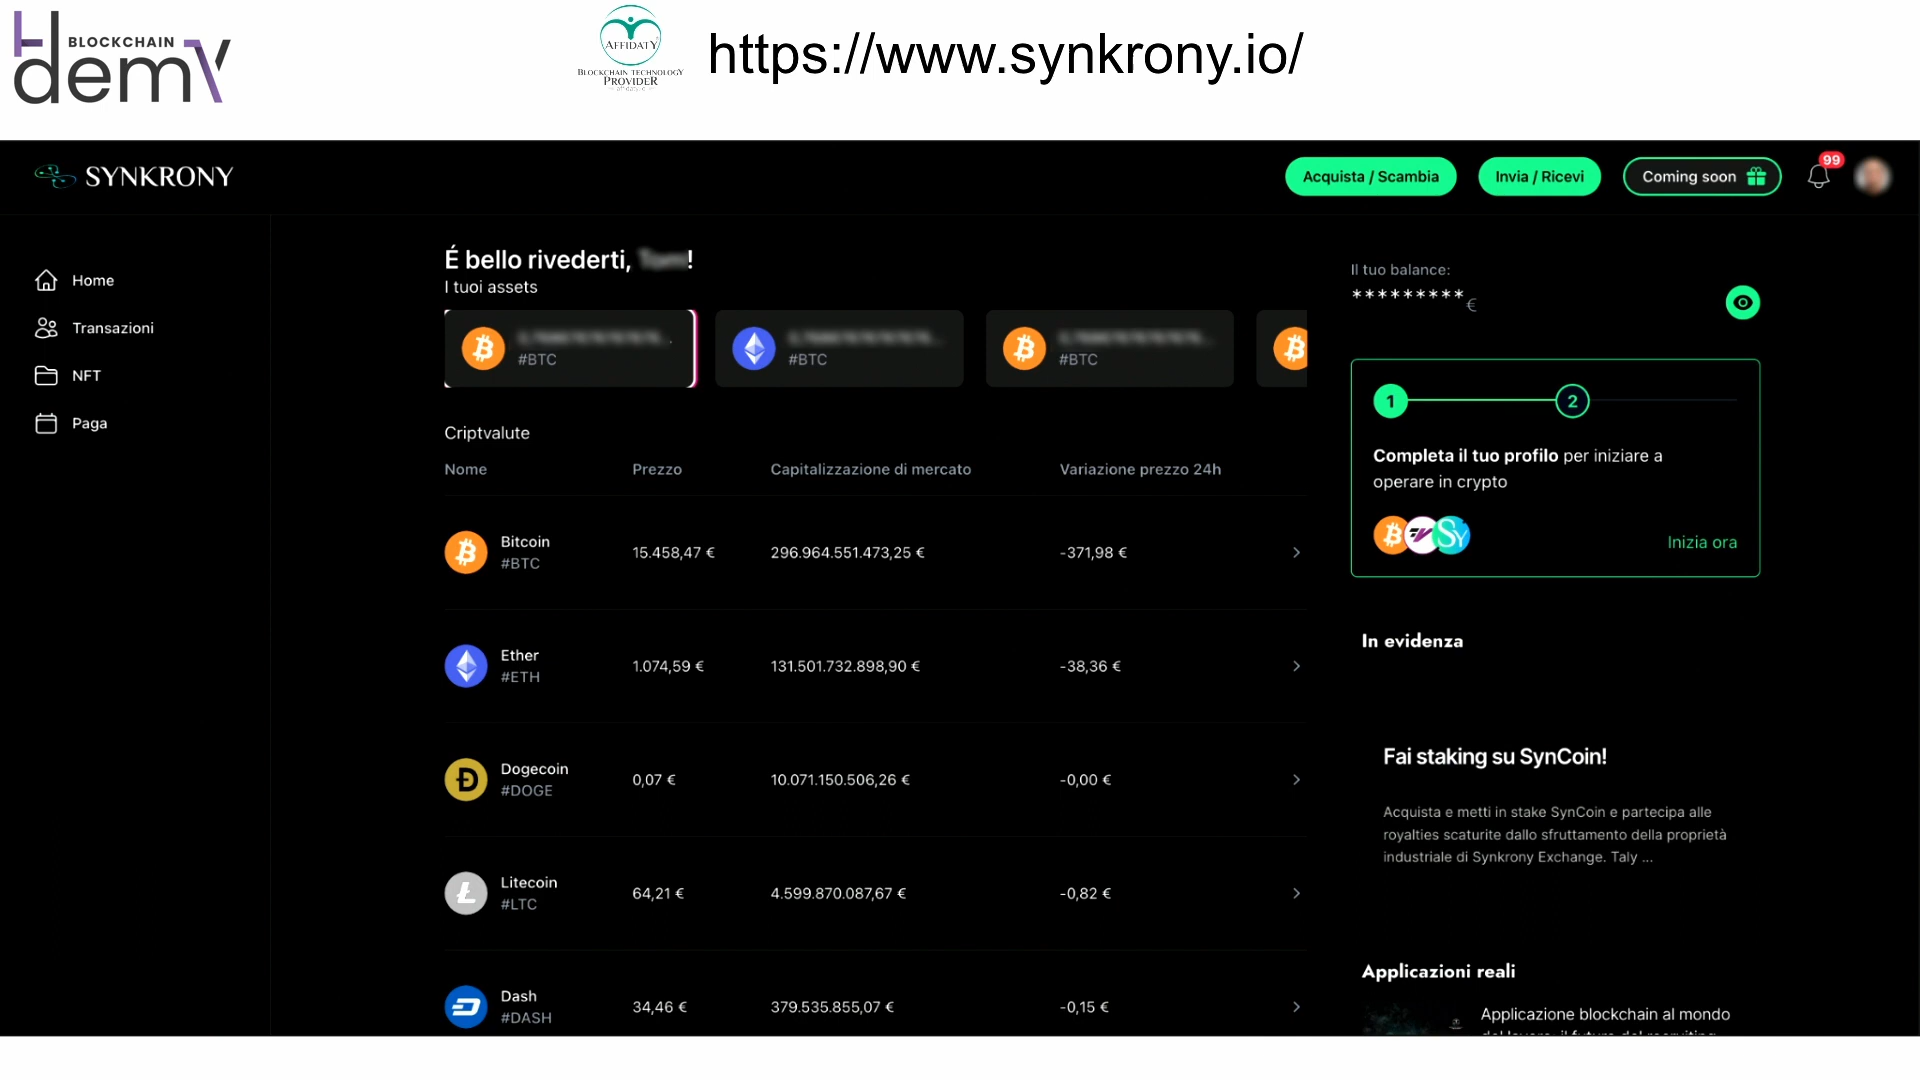 BLOCKCHAIN
demy
AFFIDATY
BLOCKCHAIN TECHNOLOGY
PROVIDER
https://www.synkrony.io/
SYNKRONY
Acquista / Scambia
Invia / Ricevi
Coming soon
99
Home
Transazioni
NFT
Paga
É bello rivederti, !
I tuoi assets
#BTC
#BTC
#BTC
Il tuo balance:
*********€
1
2
Completa il tuo profilo per iniziare a
operare in crypto
Inizia ora
Criptvalute
Nome Prezzo Capitalizzazione di mercato Variazione prezzo 24h
Bitcoin
#BTC
15.458,47 € 296.964.551.473,25 € -371,98 €
Ether
#ETH
1.074,59 € 131.501.732.898,90 € -38,36 €
Dogecoin
#DOGE
0,07 € 10.071.150.506,26 € -0,00 €
Litecoin
#LTC
64,21 € 4.599.870.087,67 € -0,82 €
Dash
#DASH
34,46 € 379.535.855,07 € -0,15 €
In evidenza
Fai staking su SynCoin!
Acquista e metti in stake SynCoin e partecipa alle
royalties scaturite dallo sfruttamento della proprietà
industriale di Synkrony Exchange. Taly ...
Applicazioni reali
Applicazione blockchain al mondo